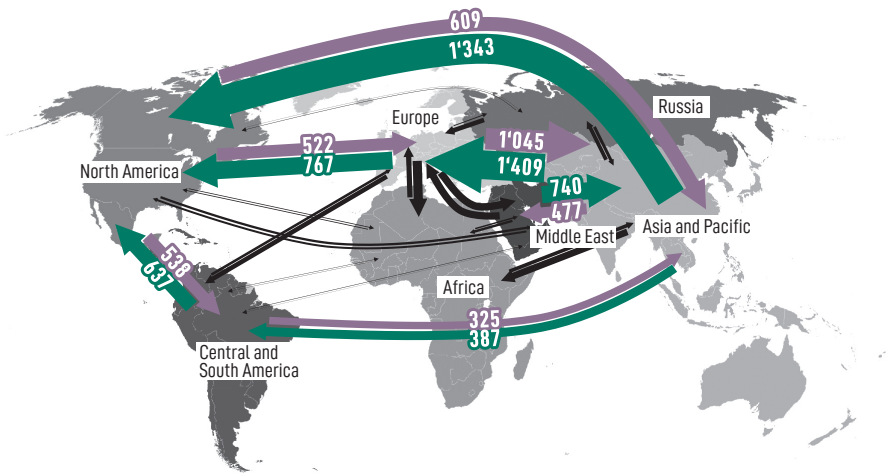 609
1'343
Russia
Europe
1'045
522
1'409
767
North America
740
477
Asia and Pacific
Middle East
538
637
Africa
325
387
Central and
South America